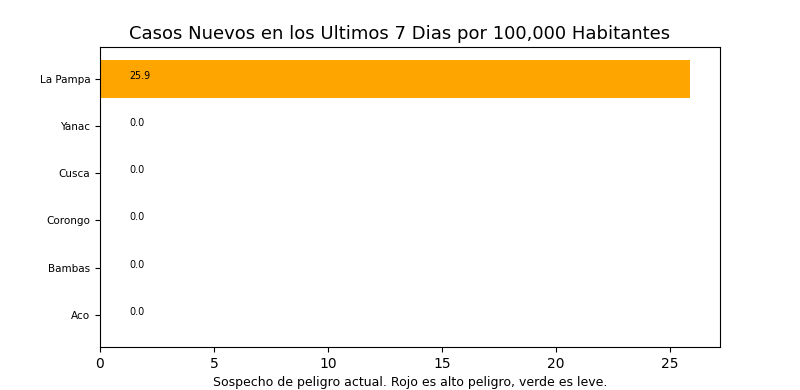 Casos Nuevos en los Ultimos 7 Dias por 100,000 Habitantes
La Pampa 25.9
Yanac 0.0
Cusca 0.0
Corongo 0.0
Bambas 0.0
Aco 0.0
0 5 10 15 20 25
Sospecho de peligro actual. Rojo es alto peligro, verde es leve.